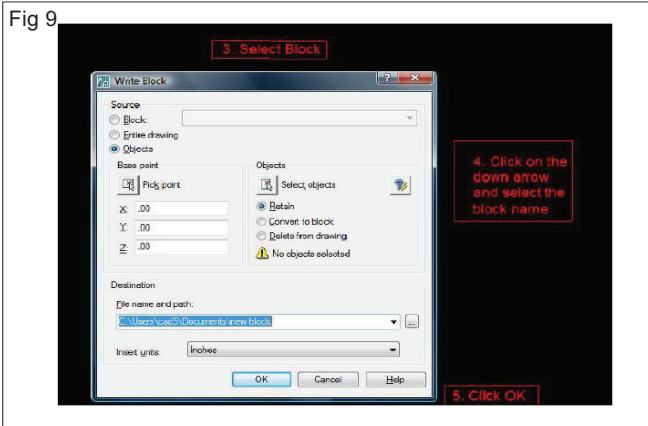 Fig 9
3. Select Block
Write Block
Source
Block:
Entire drawing
Objects
Base point
Objects
Pick point
Select objects
X: .00
Retain
Y: .00
Convert to block
Z: .00
Delete from drawing
No objects selected
4. Click on the
down arrow
and select the
block name
Destination
File name and path:
C:\Users\cad5\Documents\new block
...
Insert units:
Inches
OK
Cancel
Help
5. Click OK